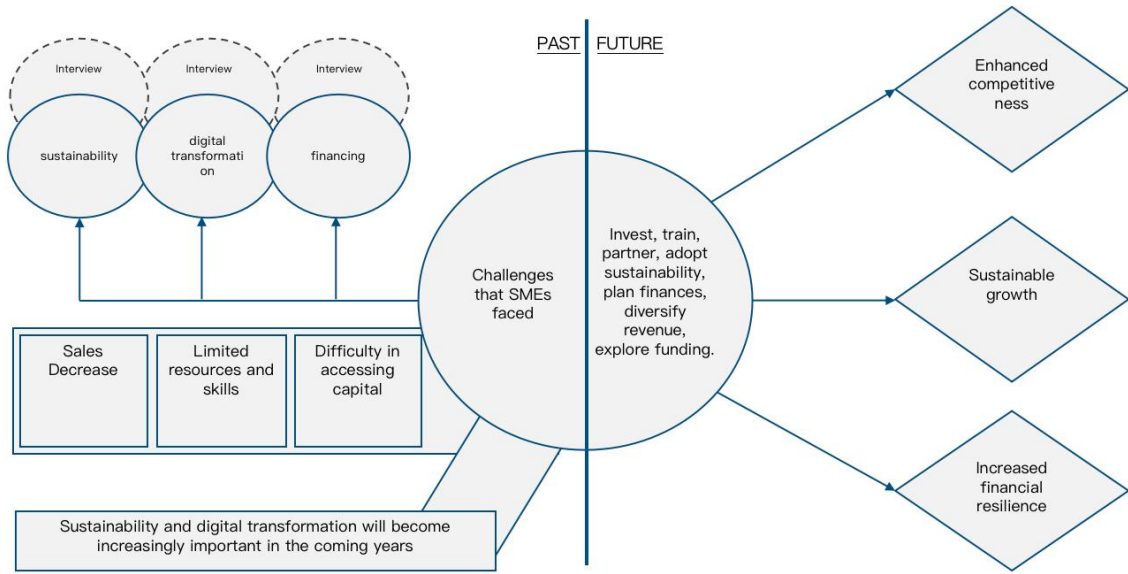 PAST
FUTURE
Interview
Interview
Interview
sustainability
digital
transformati
on
financing
Enhanced
competitive
ness
Challenges
that SMEs
faced
Invest, train,
partner, adopt
sustainability,
plan finances,
diversify
revenue,
explore funding.
Sustainable
growth
Sales
Decrease
Limited
resources and
skills
Difficulty in
accessing
capital
Increased
financial
resilience
Sustainability and digital transformation will become
increasingly important in the coming years